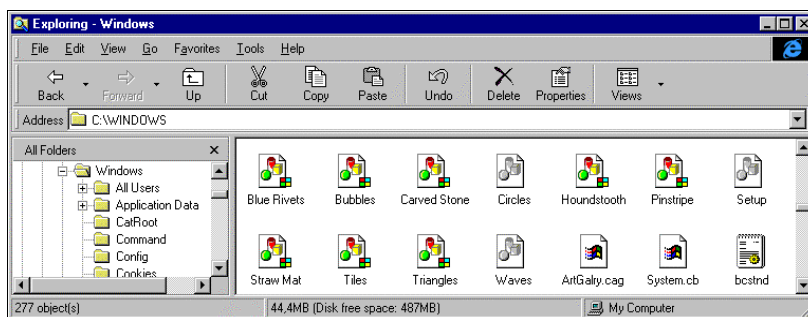 Exploring - Windows
File Edit View Go Favorites Tools Help
Back Forward Up Cut Copy Paste Undo Delete Properties Views
Address C:\WINDOWS
All Folders
Windows
All Users
Application Data
CatRoot
Command
Config
Cookies
Blue Rivets Bubbles Carved Stone Circles Houndstooth Pinstripe Setup
Straw Mat Tiles Triangles Waves ArtGalry.cag System.cb bcstnd
277 object(s) 44,4MB (Disk free space: 487MB) My Computer